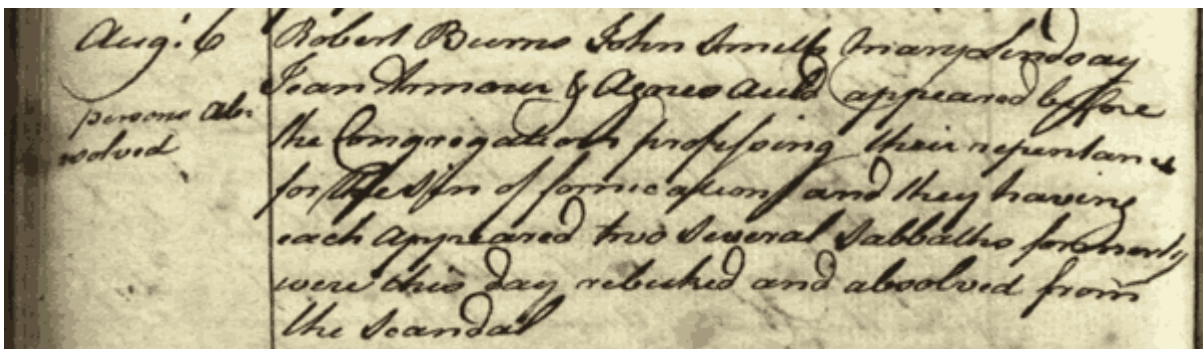 Aug: 6
persons abs:
solved
Robert Burns John Smith Mary Lindsay
Jean Armour & Agnes Auld appeared before
the Congregation professing their repentance
for the Sin of fornication and they having
each appeared two several Sabbaths formerly
were this day rebuked and absolved from
the Scandal